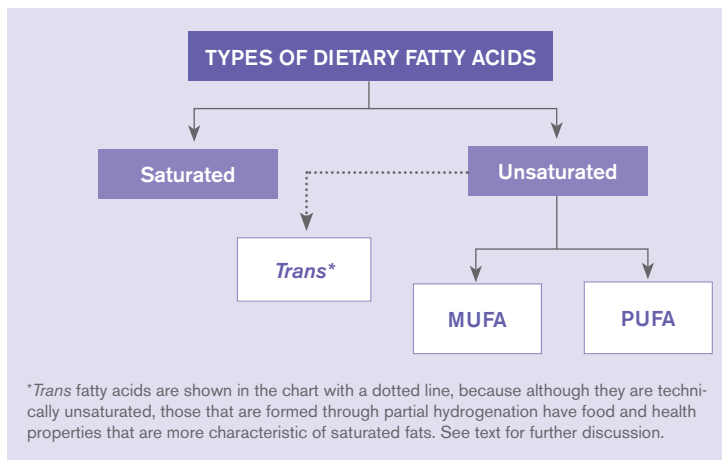 TYPES OF DIETARY FATTY ACIDS
Saturated
Unsaturated
Trans*
MUFA
PUFA
*Trans fatty acids are shown in the chart with a dotted line, because although they are techni-
cally unsaturated, those that are formed through partial hydrogenation have food and health
properties that are more characteristic of saturated fats. See text for further discussion.